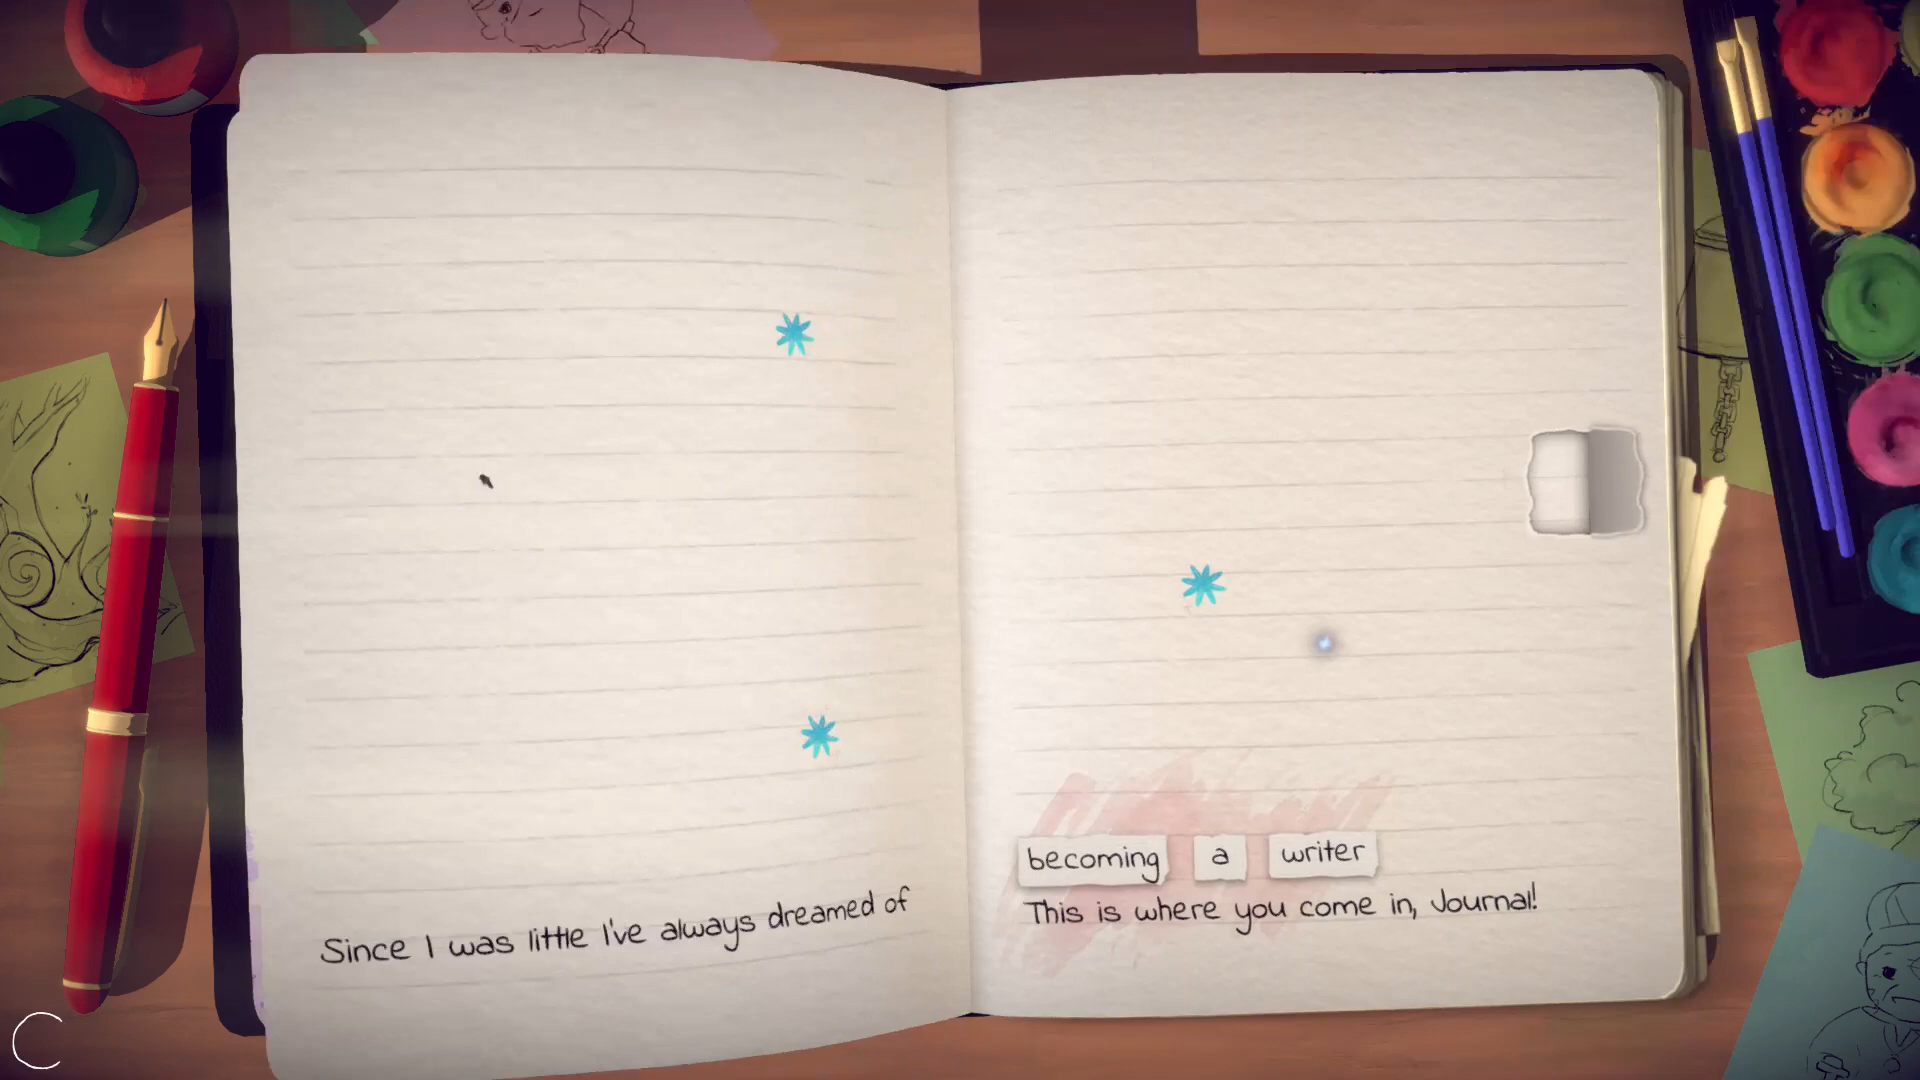 Since I was little I've always dreamed of
becoming a writer
This is where you come in, Journal!